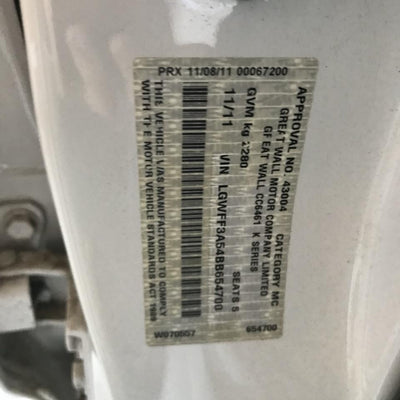 PRX 11/08/11 00067200
APPROVAL NO. 43004 CATEGORY MC
GREAT WALL MOTOR COMPANY LIMITED
GREAT WALL CC6461 K SERIES
GVM kg 2280 SEATS 5
11/11 VIN LGWFF3A54BB654700
THIS VEHICLE WAS MANUFACTURED TO COMPLY
WITH THE MOTOR VEHICLE STANDARDS ACT 1989
W070557 654700